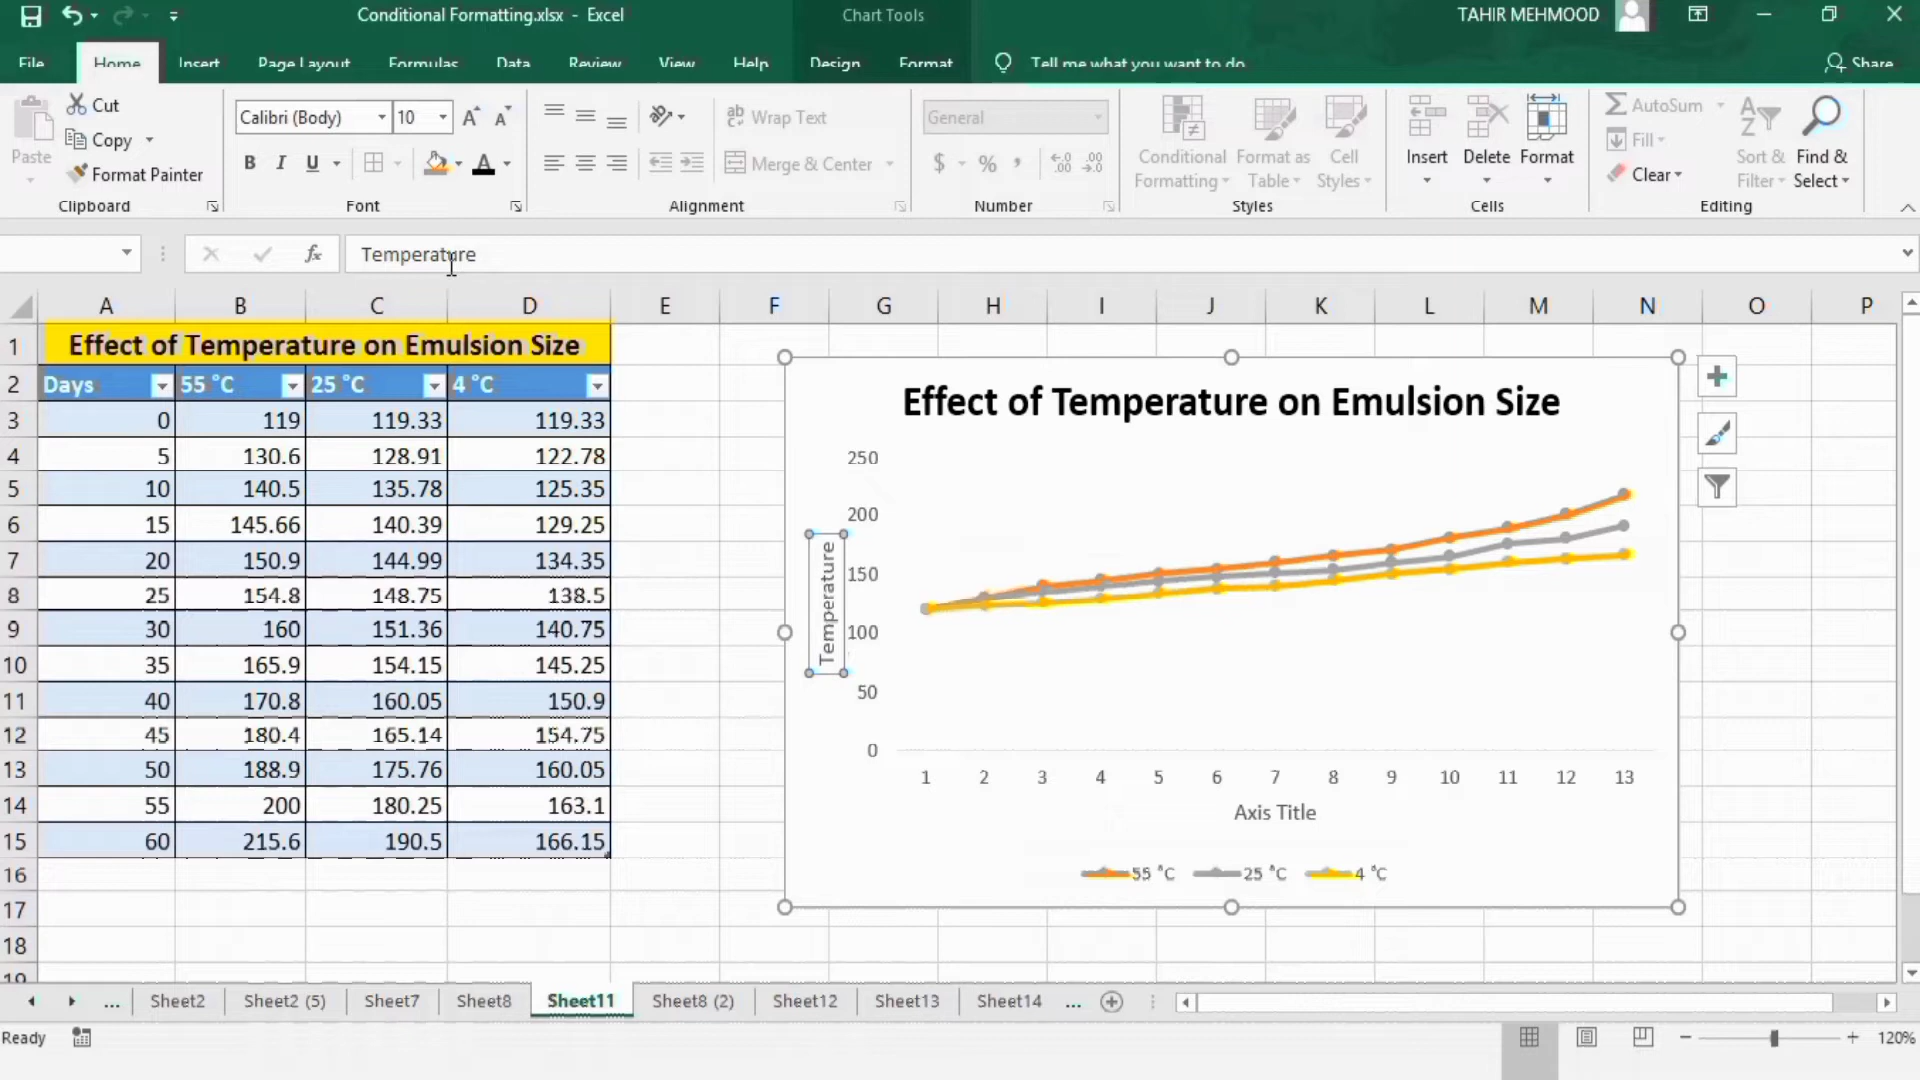 Conditional Formatting.xlsx - Excel
Chart Tools
TAHIR MEHMOOD
File Home Insert Page Layout Formulas Data Review View Help Design Format Tell me what you want to do Share
Paste
Cut
Copy
Format Painter
Clipboard
Calibri (Body) 10 A A
B I U A
Font
Wrap Text
Merge & Center
Alignment
General
$ % ,
Number
Conditional Formatting
Format as Table
Cell Styles
Styles
Insert Delete Format
Cells
AutoSum
Fill
Clear
Sort & Filter
Find & Select
Editing
fx Temperature
A B C D E F G H I J K L M N O P
1 Effect of Temperature on Emulsion Size
2 Days 55 °C 25 °C 4 °C
3 0 119 119.33 119.33
4 5 130.6 128.91 122.78
5 10 140.5 135.78 125.35
6 15 145.66 140.39 129.25
7 20 150.9 144.99 134.35
8 25 154.8 148.75 138.5
9 30 160 151.36 140.75
10 35 165.9 154.15 145.25
11 40 170.8 160.05 150.9
12 45 180.4 165.14 154.75
13 50 188.9 175.76 160.05
14 55 200 180.25 163.1
15 60 215.6 190.5 166.15
16
17
18
19
Effect of Temperature on Emulsion Size
250
200
150
100
50
0
Temperature
1 2 3 4 5 6 7 8 9 10 11 12 13
Axis Title
55 °C 25 °C 4 °C
... Sheet2 Sheet2 (5) Sheet7 Sheet8 Sheet11 Sheet8 (2) Sheet12 Sheet13 Sheet14 ...
Ready
120%